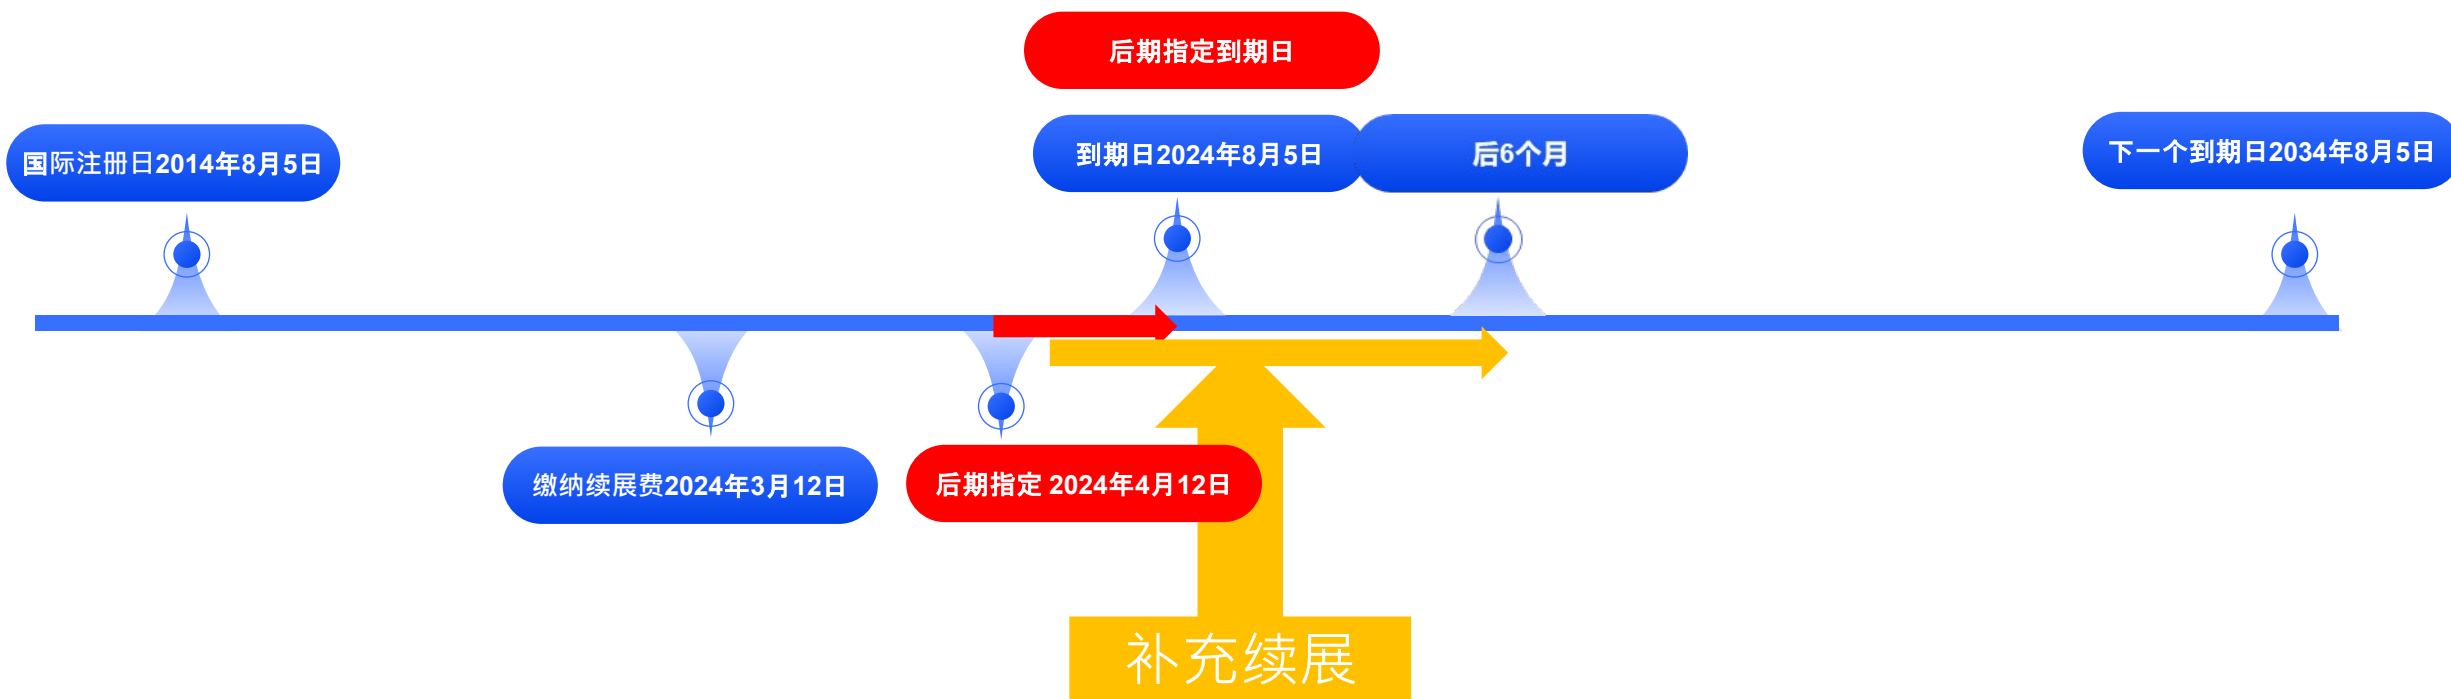 后期指定到期日
国际注册日2014年8月5日
到期日2024年8月5日
后6个月
下一个到期日2034年8月5日
缴纳续展费2024年3月12日
后期指定 2024年4月12日
补充续展